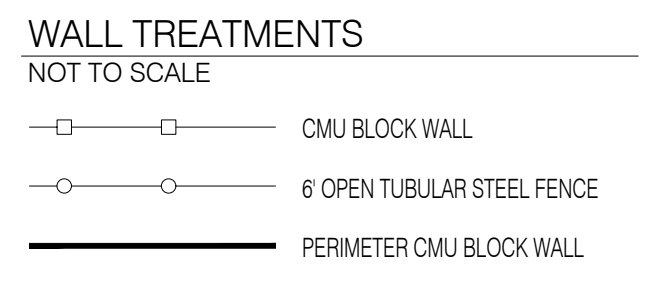 WALL TREATMENTS
NOT TO SCALE
CMU BLOCK WALL
6' OPEN TUBULAR STEEL FENCE
PERIMETER CMU BLOCK WALL